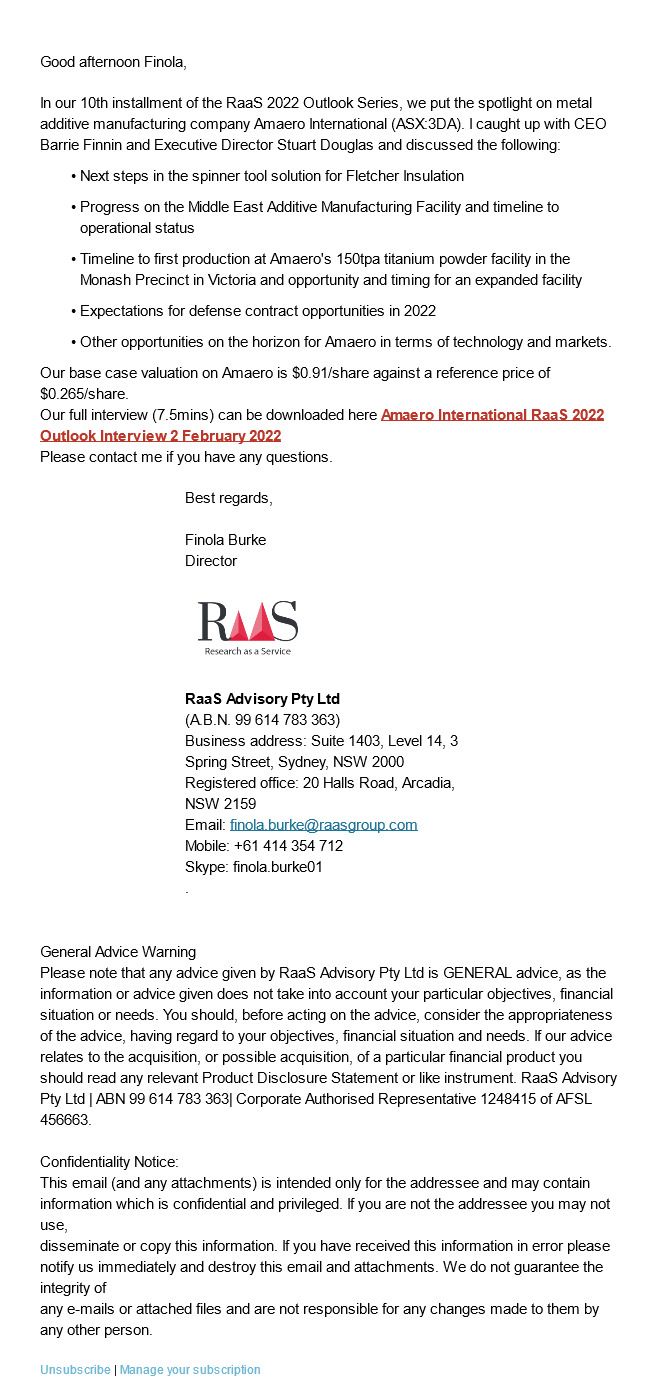 Good afternoon Finola,
In our 10th installment of the RaaS 2022 Outlook Series, we put the spotlight on metal
additive manufacturing company Amaero International (ASX:3DA). I caught up with CEO
Barrie Finnin and Executive Director Stuart Douglas and discussed the following:
• Next steps in the spinner tool solution for Fletcher Insulation
• Progress on the Middle East Additive Manufacturing Facility and timeline to
operational status
• Timeline to first production at Amaero's 150tpa titanium powder facility in the
Monash Precinct in Victoria and opportunity and timing for an expanded facility
• Expectations for defense contract opportunities in 2022
• Other opportunities on the horizon for Amaero in terms of technology and markets.
Our base case valuation on Amaero is $0.91/share against a reference price of
$0.265/share.
Our full interview (7.5mins) can be downloaded here Amaero International RaaS 2022
Outlook Interview 2 February 2022
Please contact me if you have any questions.
Best regards,
Finola Burke
Director
RAAS
Research as a Service
RaaS Advisory Pty Ltd
(A.B.N. 99 614 783 363)
Business address: Suite 1403, Level 14, 3
Spring Street, Sydney, NSW 2000
Registered office: 20 Halls Road, Arcadia,
NSW 2159
Email: finola.burke@raasgroup.com
Mobile: +61 414 354 712
Skype: finola.burke01
.
General Advice Warning
Please note that any advice given by RaaS Advisory Pty Ltd is GENERAL advice, as the
information or advice given does not take into account your particular objectives, financial
situation or needs. You should, before acting on the advice, consider the appropriateness
of the advice, having regard to your objectives, financial situation and needs. If our advice
relates to the acquisition, or possible acquisition, of a particular financial product you
should read any relevant Product Disclosure Statement or like instrument. RaaS Advisory
Pty Ltd | ABN 99 614 783 363| Corporate Authorised Representative 1248415 of AFSL
456663.
Confidentiality Notice:
This email (and any attachments) is intended only for the addressee and may contain
information which is confidential and privileged. If you are not the addressee you may not
use,
disseminate or copy this information. If you have received this information in error please
notify us immediately and destroy this email and attachments. We do not guarantee the
integrity of
any e-mails or attached files and are not responsible for any changes made to them by
any other person.
Unsubscribe | Manage your subscription